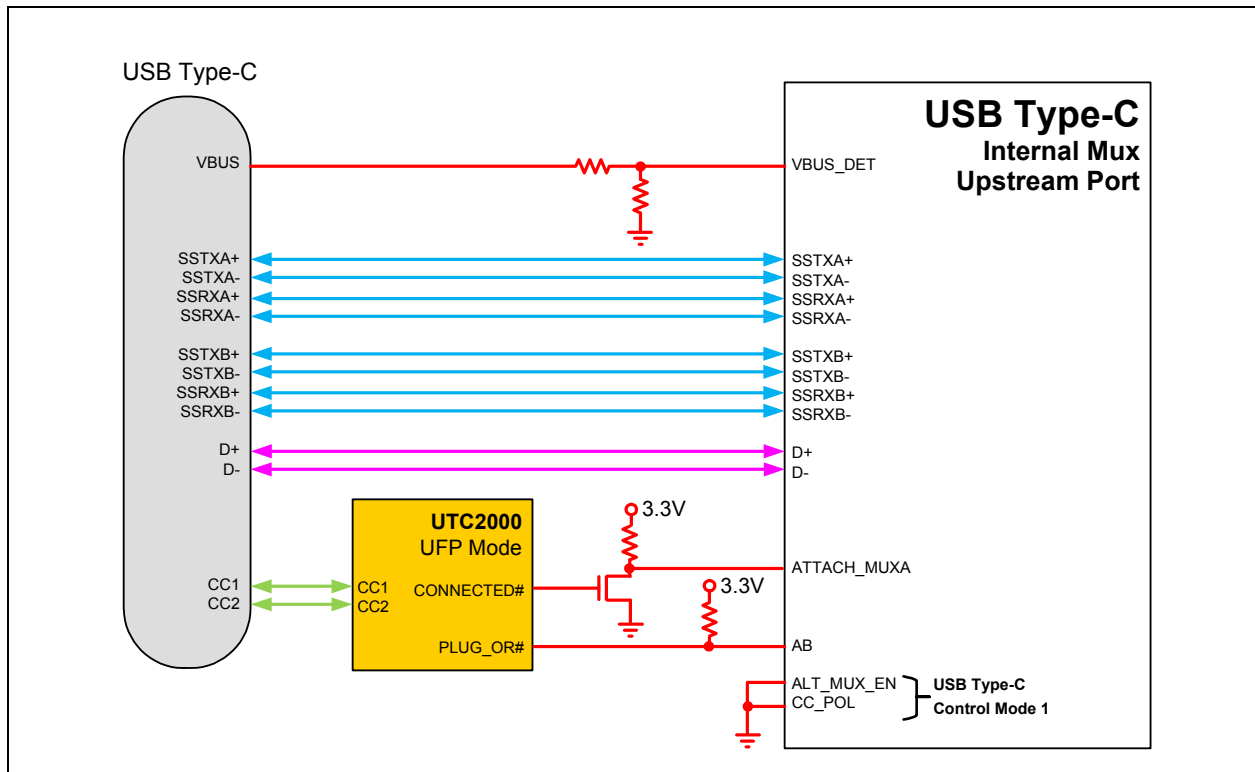 USB Type-C
VBUS
SSTXA+
SSTXA-
SSRXA+
SSRXA-
SSTXB+
SSTXB-
SSRXB+
SSRXB-
D+
D-
CC1
CC2
UTC2000
UFP Mode
CC1
CC2
CONNECTED#
PLUG_OR#
3.3V
3.3V
USB Type-C
Internal Mux
Upstream Port
VBUS_DET
SSTXA+
SSTXA-
SSRXA+
SSRXA-
SSTXB+
SSTXB-
SSRXB+
SSRXB-
D+
D-
ATTACH_MUXA
AB
ALT_MUX_EN
CC_POL
USB Type-C
Control Mode 1